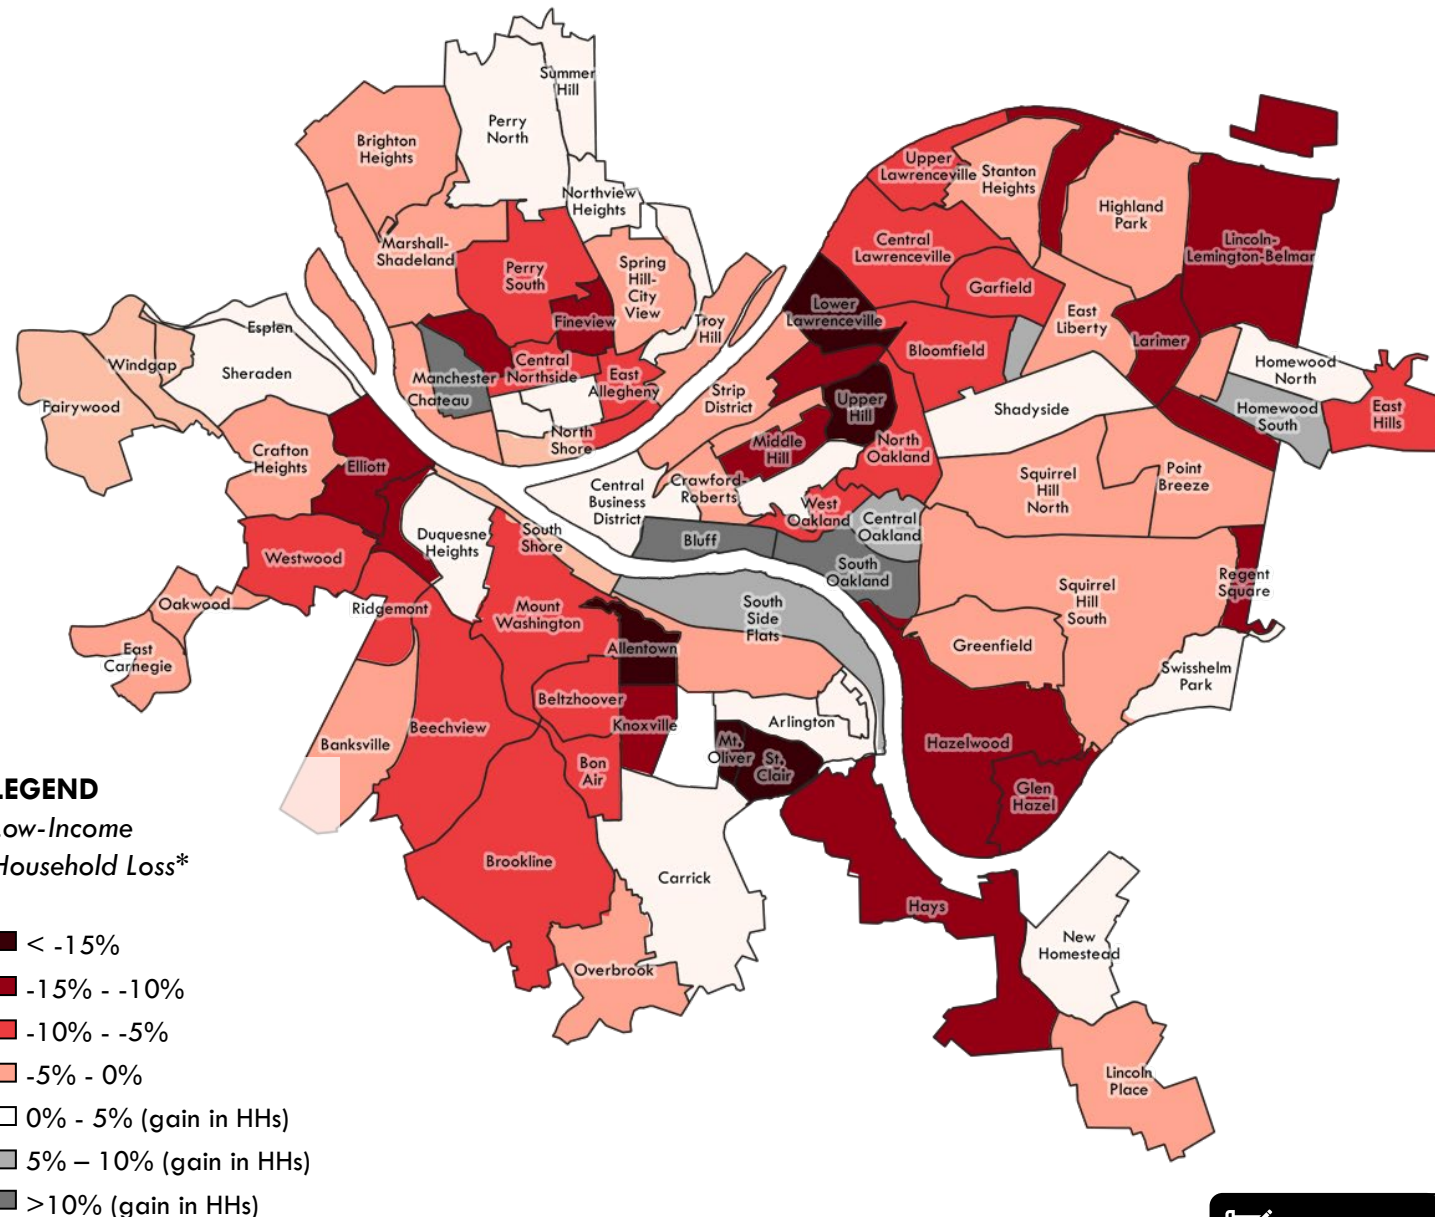 Summer
Hill
Perry
North
Brighton
Heights
Northview
Heights
Marshall-
Shadeland
Perry
South
Spring
Hill-
City
View
Fineview
Troy
Hill
Esplen
Sheraden
Windgap
Fairywood
Manchester
Chateau
Central
Northside
East
Allegheny
North
Shore
Strip
District
Upper
Lawrenceville
Stanton
Heights
Highland
Park
Central
Lawrenceville
Garfield
Lincoln-
Lemington-Belmar
Lower
Lawrenceville
East
Liberty
Larimer
Bloomfield
Homewood
North
Homewood
South
East
Hills
Shadyside
Upper
Hill
Middle
Hill
North
Oakland
Crafton
Heights
Elliott
Central
Business
District
Crawford-
Roberts
West
Oakland
Central
Oakland
Squirrel
Hill
North
Point
Breeze
Duquesne
Heights
South
Shore
Bluff
South
Oakland
Westwood
Ridgemont
Oakwood
East
Carnegie
Mount
Washington
South
Side
Flats
Squirrel
Hill
South
Regent
Square
Greenfield
Allentown
Swisshelm
Park
Beltzhoover
Knoxville
Arlington
Banksville
Beechview
Bon
Air
Mt.
Oliver
St.
Clair
Hazelwood
Glen
Hazel
Brookline
Carrick
Hays
New
Homestead
Overbrook
Lincoln
Place
LEGEND
Low-Income
Household Loss*
< -15%
-15% - -10%
-10% - -5%
-5% - 0%
0% - 5% (gain in HHs)
5% – 10% (gain in HHs)
>10% (gain in HHs)